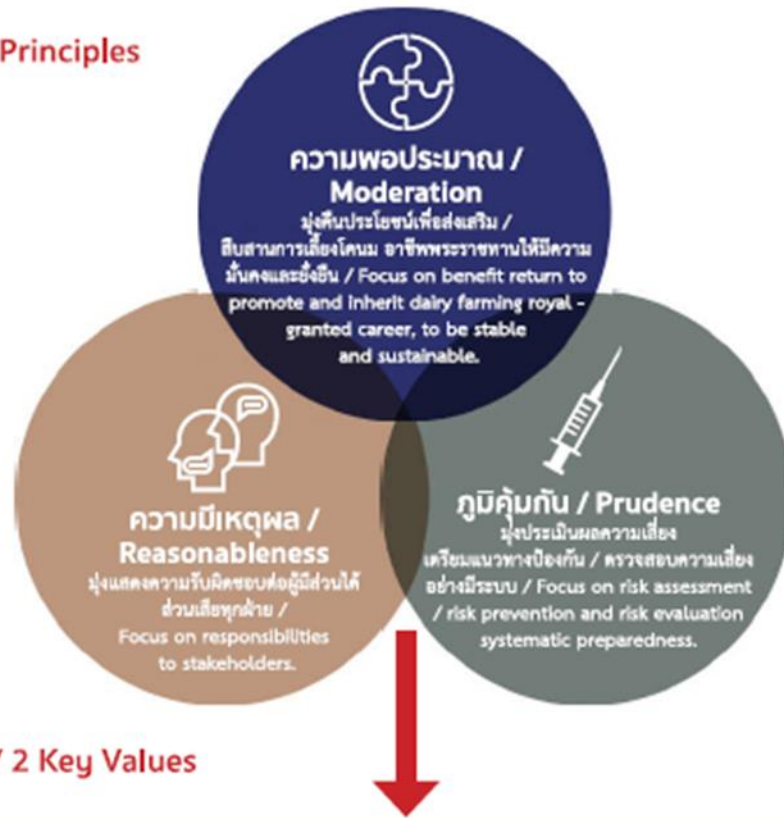 Principles
ความพอประมาณ /
Moderation
มุ่งคืนประโยชน์เพื่อส่งเสริม /
สืบสานการเลี้ยงโคนม อาชีพพระราชทานให้มีความ
มั่นคงและยั่งยืน / Focus on benefit return to
promote and inherit dairy farming royal -
granted career, to be stable
and sustainable.
ความมีเหตุผล /
Reasonableness
มุ่งแสดงความรับผิดชอบต่อผู้มีส่วนได้
ส่วนเสียทุกฝ่าย /
Focus on responsibilities
to stakeholders.
ภูมิคุ้มกัน / Prudence
มุ่งประเมินผลความเสี่ยง
เตรียมแนวทางป้องกัน / ตรวจสอบความเสี่ยง
อย่างมีระบบ / Focus on risk assessment
/ risk prevention and risk evaluation
systematic preparedness.
/ 2 Key Values